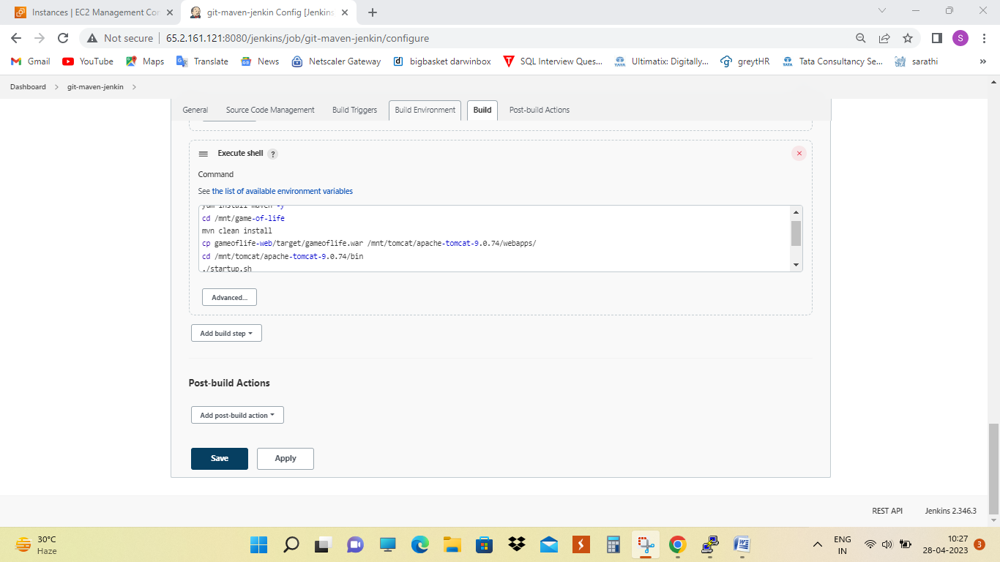 Instances | EC2 Management Con
git-maven-jenkin Config [Jenkins
Not secure
65.2.161.121:8080/jenkins/job/git-maven-jenkin/configure
S
Gmail
YouTube
Maps
Translate
News
Netscaler Gateway
bigbasket darwinbox
SQL Interview Ques...
Ultimatix: Digitally...
greytHR
Tata Consultancy Se...
sarathi
»
Dashboard
git-maven-jenkin
General
Source Code Management
Build Triggers
Build Environment
Build
Post-build Actions
Execute shell ?
Command
See the list of available environment variables
yum install maven -y
cd /mnt/game-of-life
mvn clean install
cp gameoflife-web/target/gameoflife.war /mnt/tomcat/apache-tomcat-9.0.74/webapps/
cd /mnt/tomcat/apache-tomcat-9.0.74/bin
./startup.sh
Advanced...
Add build step
Post-build Actions
Add post-build action
Save
Apply
REST API
Jenkins 2.346.3
30°C
Haze
ENG
IN
10:27
28-04-2023
3